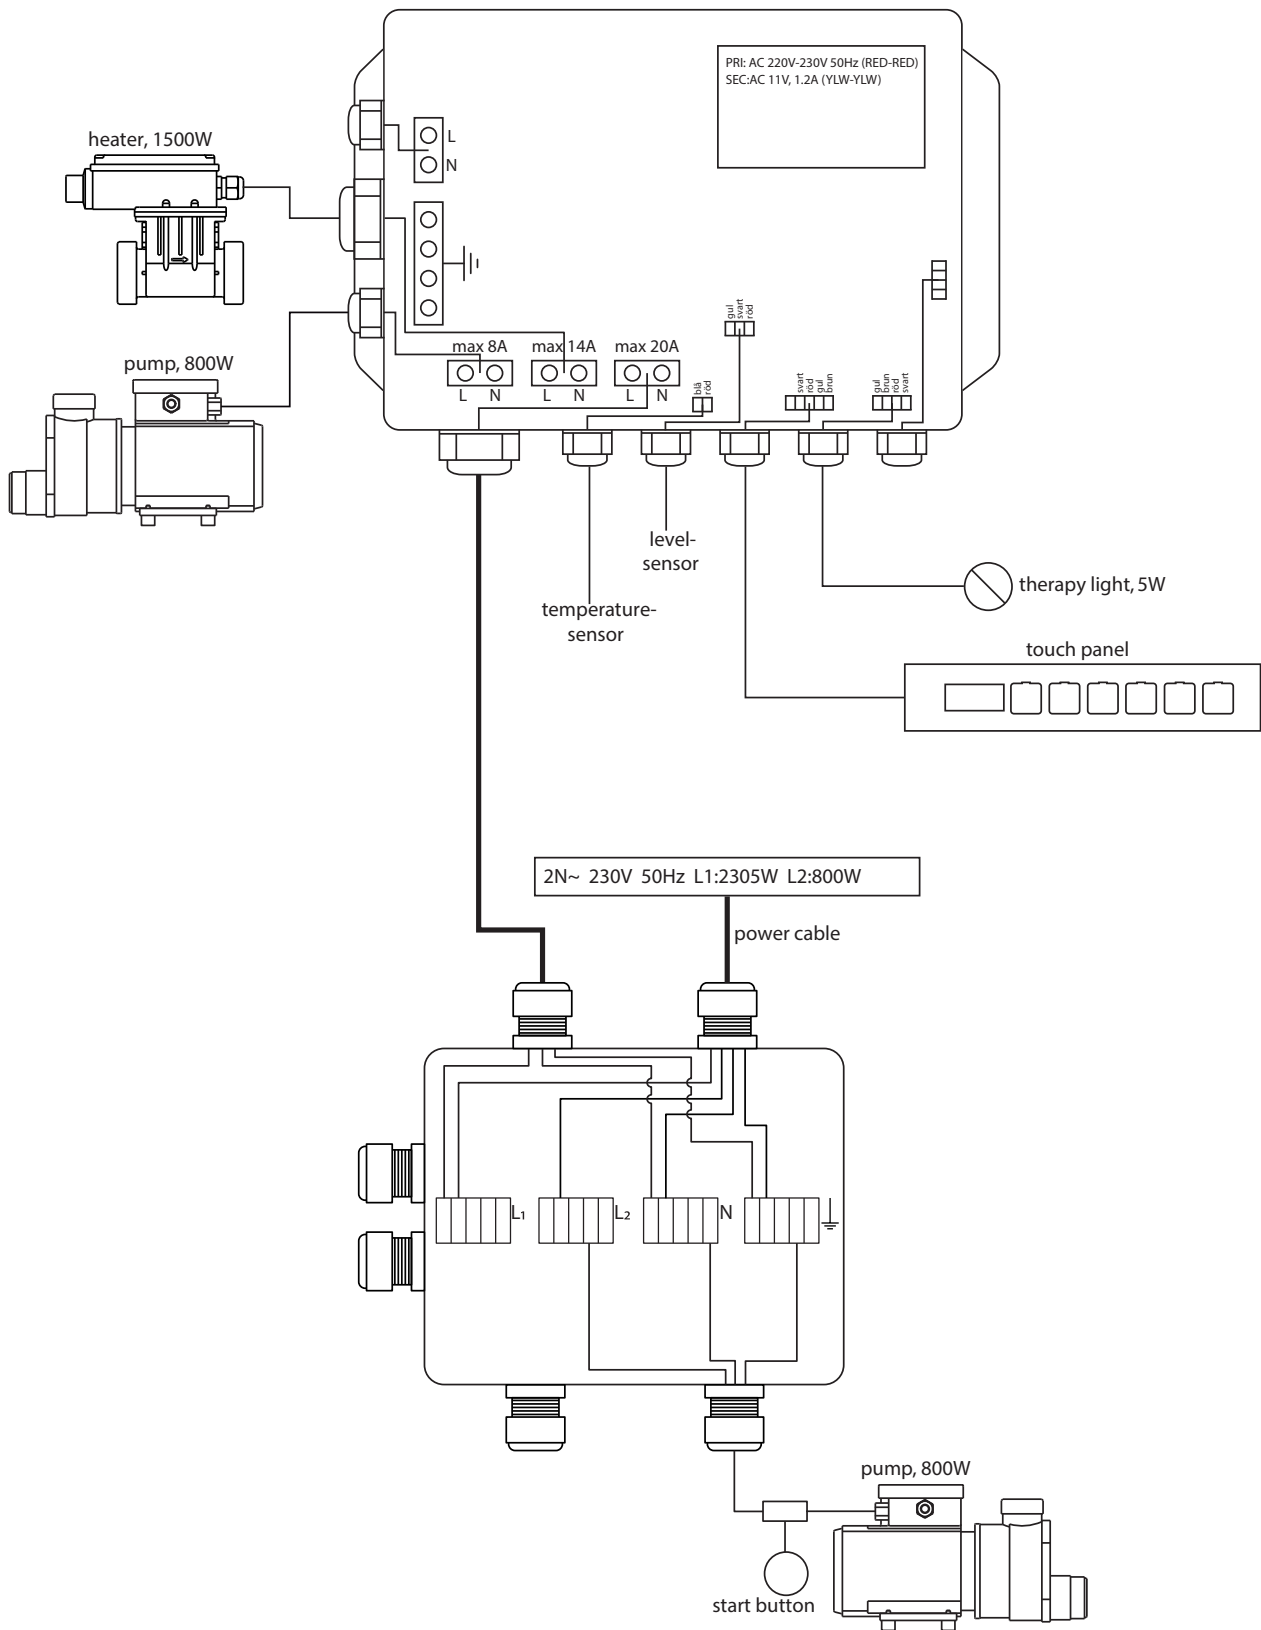 PRI: AC 220V-230V 50Hz (RED-RED)
SEC:AC 11V, 1.2A (YLW-YLW)
L
N
heater, 1500W
gul
svart
röd
max 8A
max 14A
max 20A
L
N
L
N
L
N
blå
röd
svart
röd
gul
brun
gul
brun
röd
svart
pump, 800W
level-
sensor
temperature-
sensor
therapy light, 5W
touch panel
2N~ 230V 50Hz L1:2305W L2:800W
power cable
L1
L2
N
pump, 800W
start button